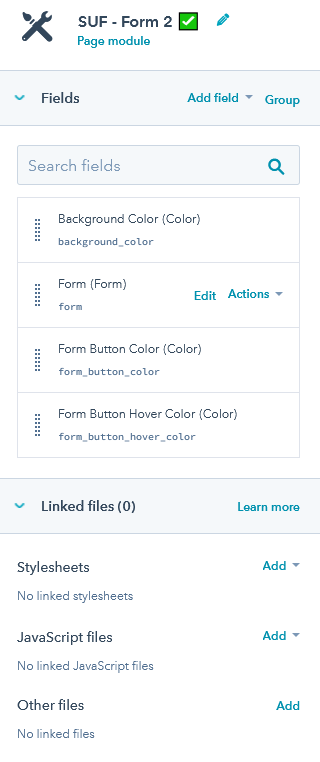 SUF - Form 2 ✅
Page module
Fields
Add field
Group
Search fields
Background Color (Color)
background_color
Form (Form)
form
Edit
Actions
Form Button Color (Color)
form_button_color
Form Button Hover Color (Color)
form_button_hover_color
Linked files (0)
Learn more
Stylesheets
Add
No linked stylesheets
JavaScript files
Add
No linked JavaScript files
Other files
Add
No linked files